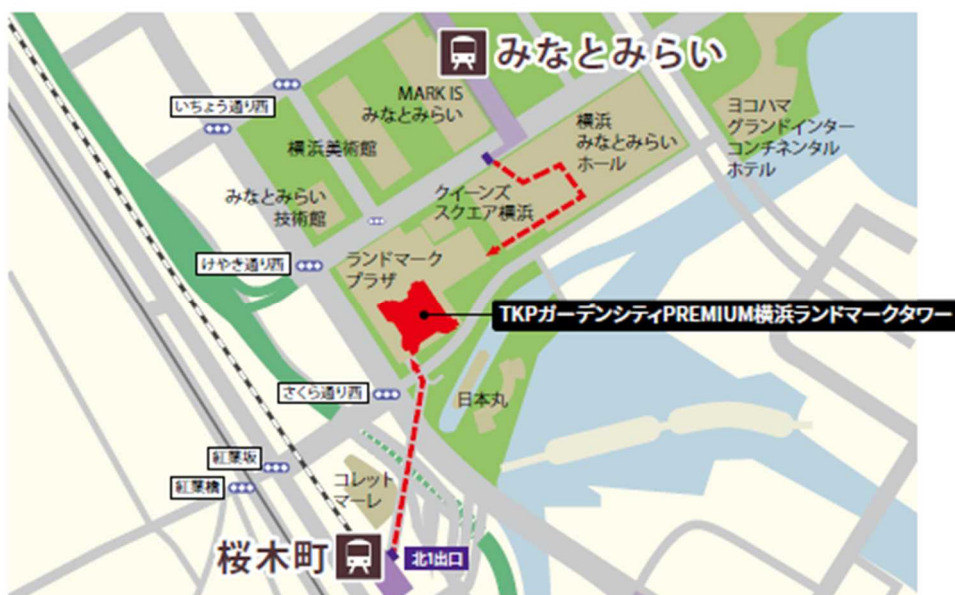 みなとみらい
いちょう通り西
MARK IS
みなとみらい
横浜美術館
横浜
みなとみらい
ホール
ヨコハマ
グランドインター
コンチネンタル
ホテル
みなとみらい
技術館
クイーンズ
スクエア横浜
けやき通り西
ランドマーク
プラザ
TKPガーデンシティPREMIUM横浜ランドマークタワー
さくら通り西
日本丸
紅葉坂
紅葉橋
コレット
マーレ
桜木町
北1出口